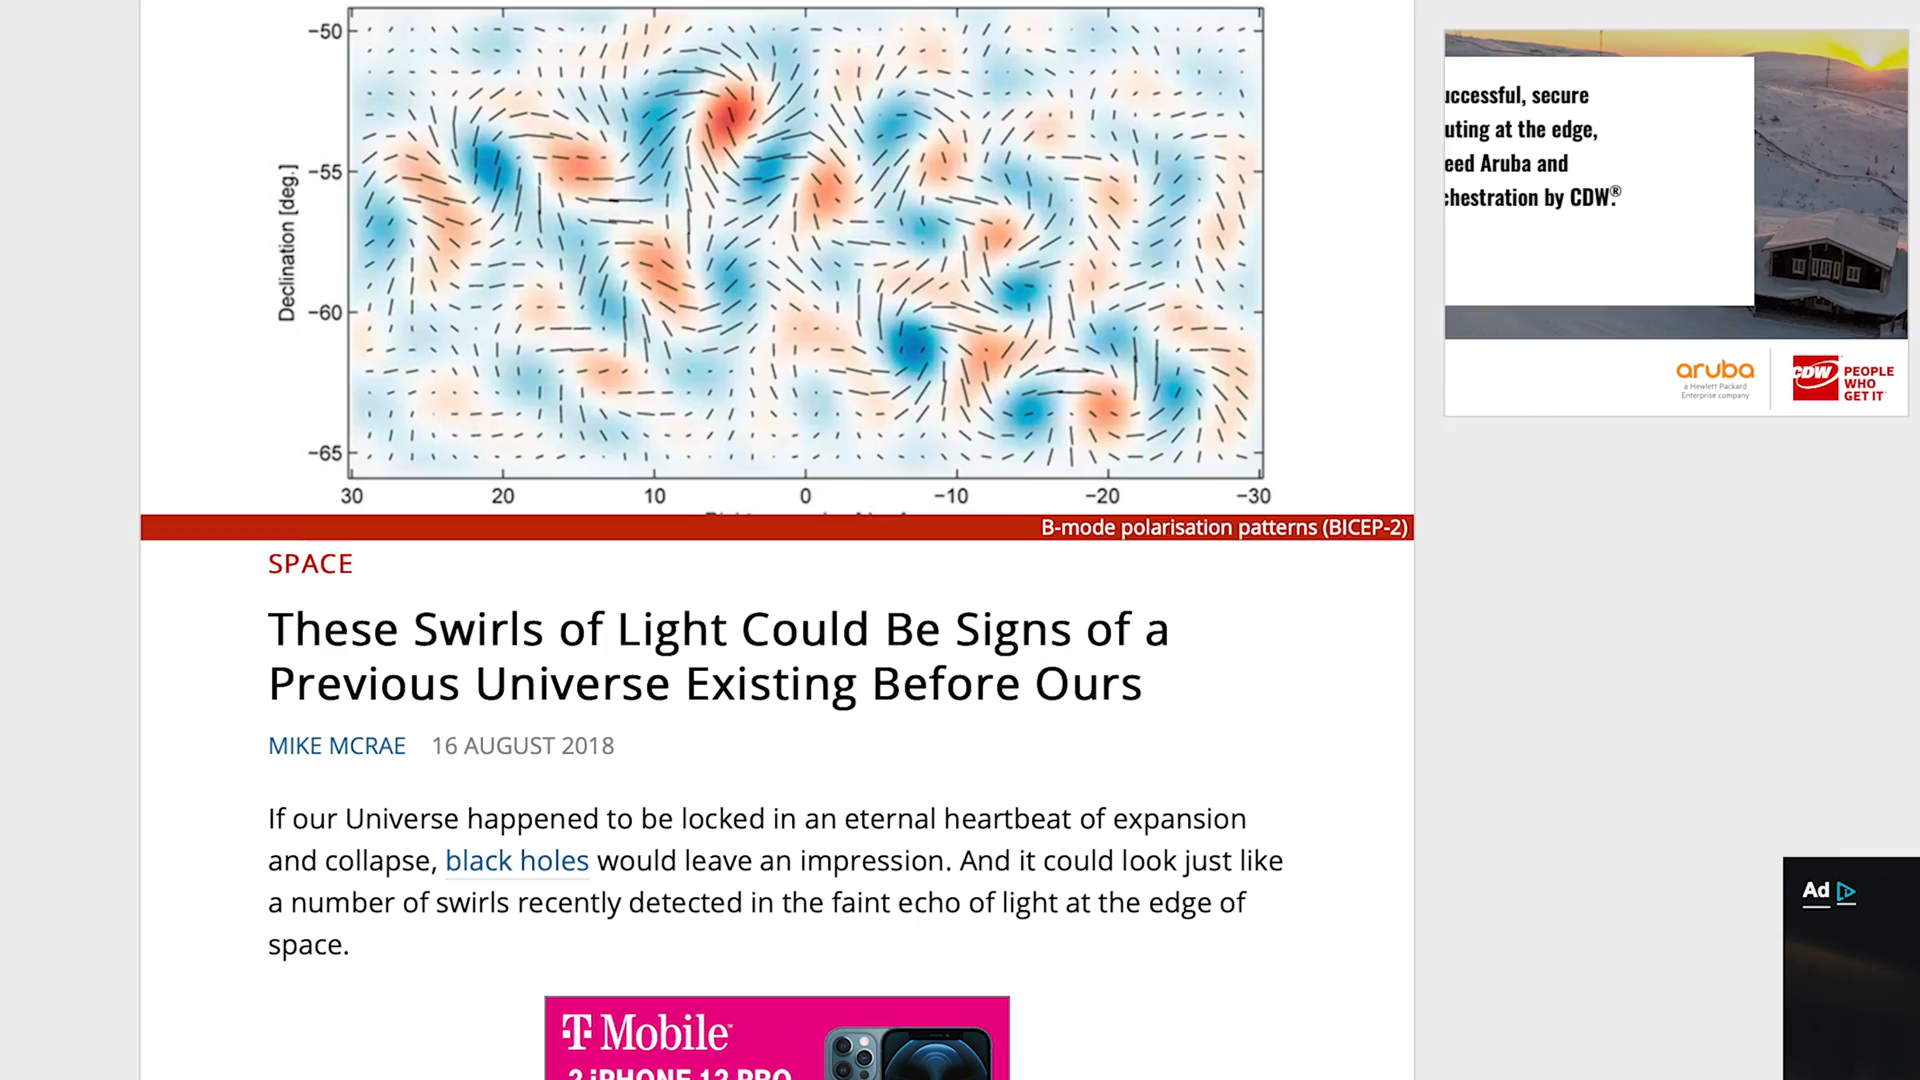 −50
−55
−60
−65
Declination [deg.]
30 20 10 0 −10 −20 −30
B-mode polarisation patterns (BICEP-2)
SPACE
These Swirls of Light Could Be Signs of a
Previous Universe Existing Before Ours
MIKE MCRAE 16 AUGUST 2018
If our Universe happened to be locked in an eternal heartbeat of expansion
and collapse, black holes would leave an impression. And it could look just like
a number of swirls recently detected in the faint echo of light at the edge of
space.
T Mobile
2 iPHONE 12 PRO
uccessful, secure
uting at the edge,
eed Aruba and
chestration by CDW®.
aruba
a Hewlett Packard
Enterprise company
CDW
PEOPLE
WHO
GET IT
Ad